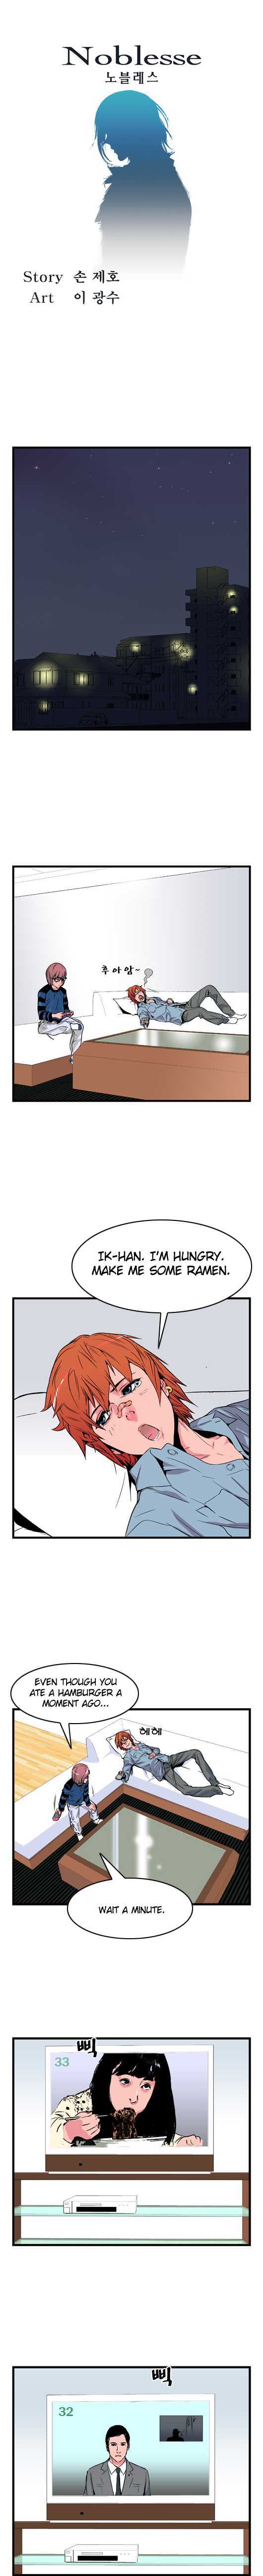 Noblesse
노블레스
Story 손 제호
Art 이 광수
추아암~
IK-HAN. I'M HUNGRY.
MAKE ME SOME RAMEN.
EVEN THOUGH YOU
ATE A HAMBURGER A
MOMENT AGO...
헤헤
WAIT A MINUTE.
삑
33
삑
32